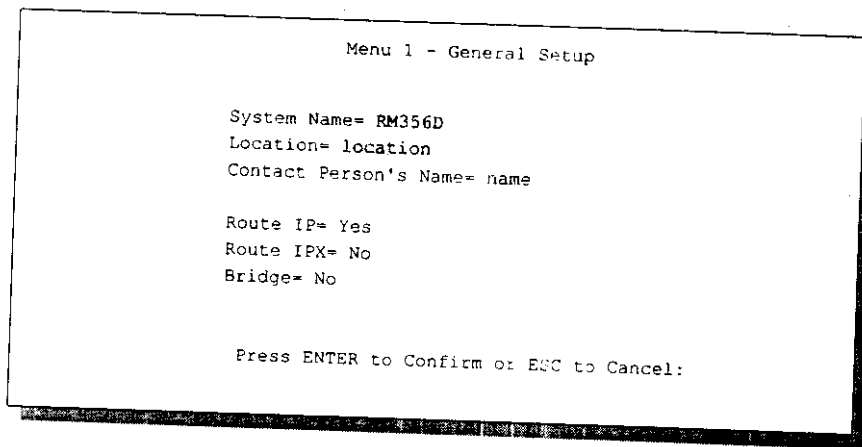 Menu 1 - General Setup
System Name= RM356D
Location= location
Contact Person's Name= name
Route IP= Yes
Route IPX= No
Bridge= No
Press ENTER to Confirm or ESC to Cancel: